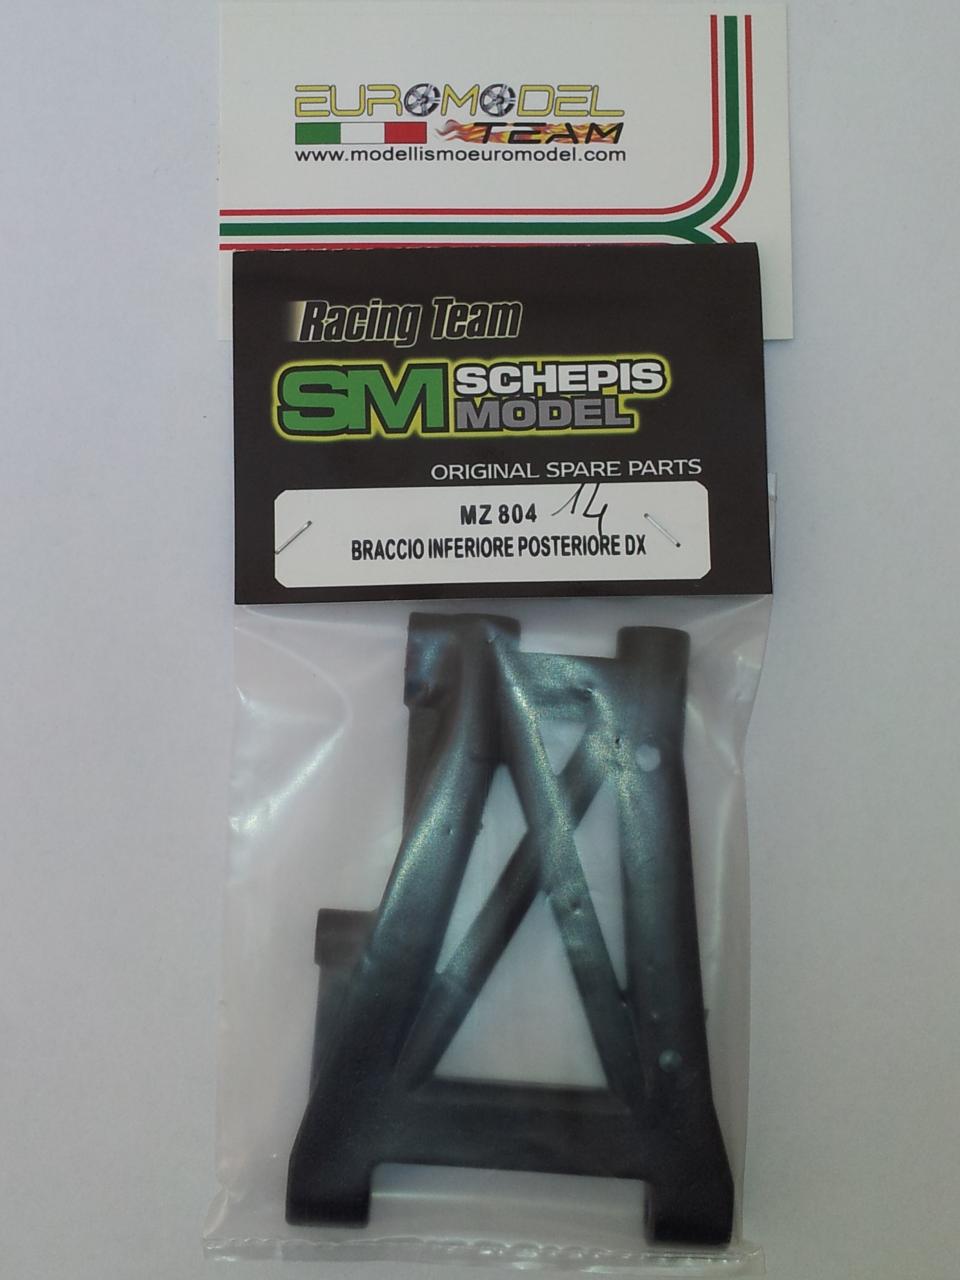 EUROMODEL
TEAM
www.modellismoeuromodel.com
Racing Team
SM SCHEPIS
MODEL
ORIGINAL SPARE PARTS
MZ 804 14
BRACCIO INFERIORE POSTERIORE DX